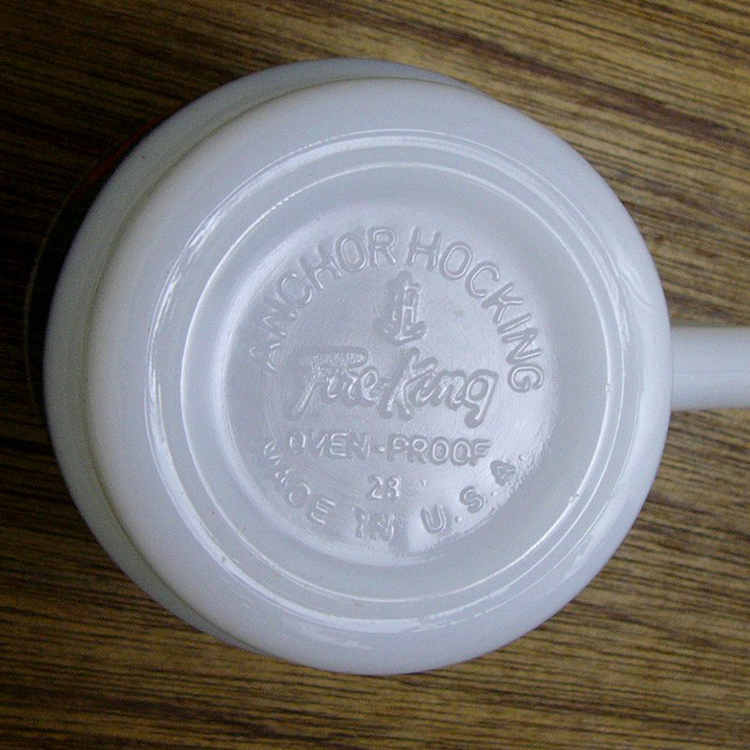 ANCHOR HOCKING
Fire-King
OVEN-PROOF
28
MADE IN U.S.A.